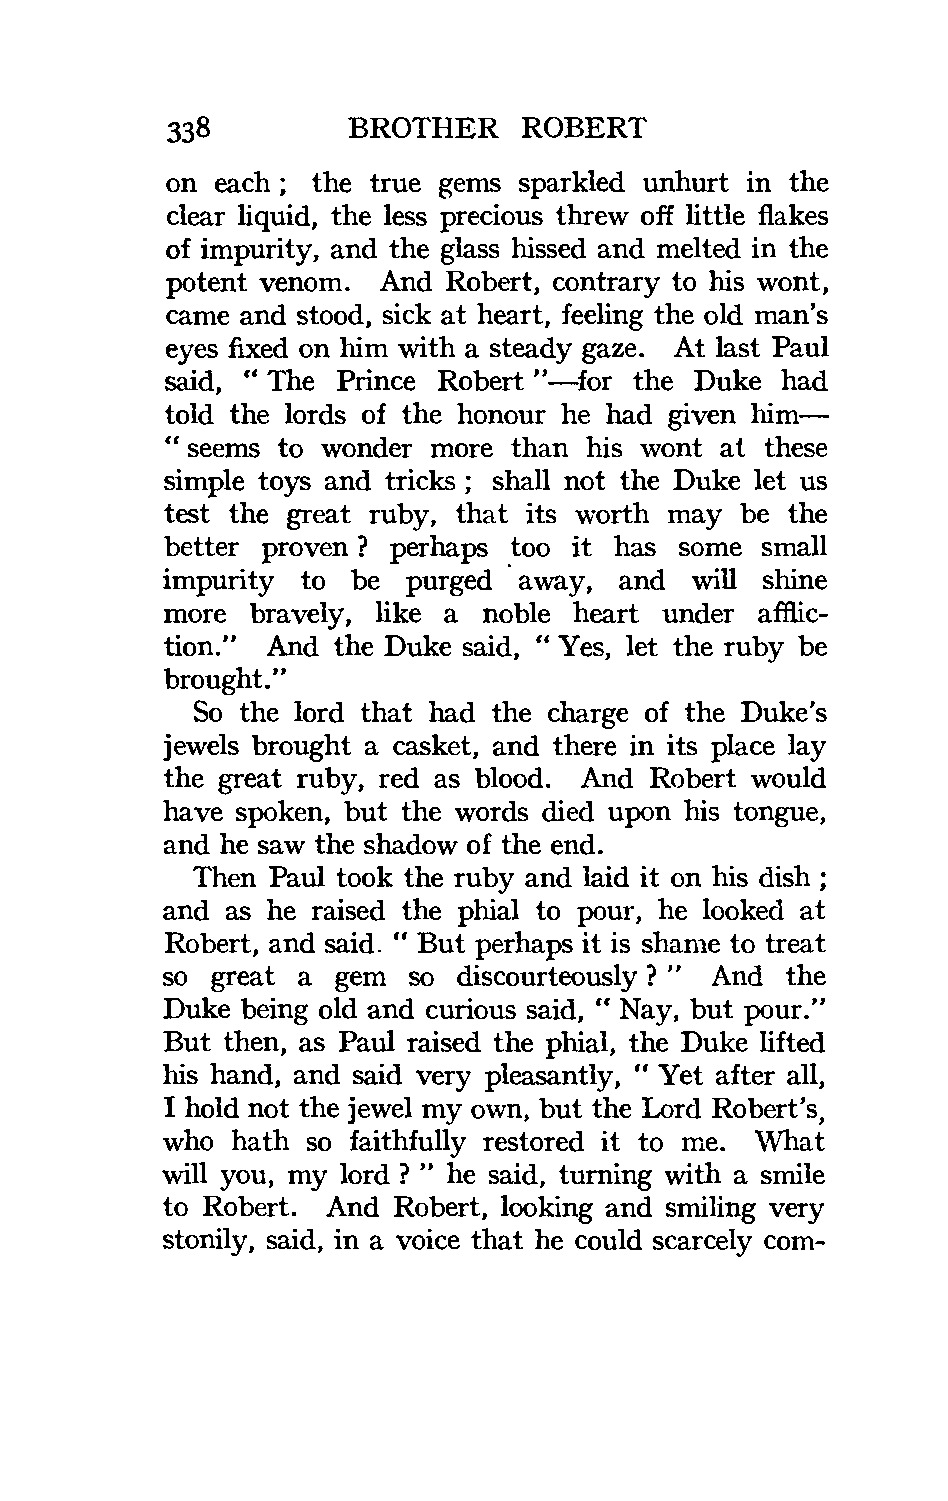 338 BROTHER ROBERT
on each ; the true gems sparkled unhurt in the
clear liquid, the less precious threw off little flakes
of impurity, and the glass hissed and melted in the
potent venom. And Robert, contrary to his wont,
came and stood, sick at heart, feeling the old man's
eyes fixed on him with a steady gaze. At last Paul
said, " The Prince Robert "—for the Duke had
told the lords of the honour he had given him—
" seems to wonder more than his wont at these
simple toys and tricks ; shall not the Duke let us
test the great ruby, that its worth may be the
better proven ? perhaps too it has some small
impurity to be purged away, and will shine
more bravely, like a noble heart under afflic-
tion." And the Duke said, " Yes, let the ruby be
brought."
So the lord that had the charge of the Duke's
jewels brought a casket, and there in its place lay
the great ruby, red as blood. And Robert would
have spoken, but the words died upon his tongue,
and he saw the shadow of the end.
Then Paul took the ruby and laid it on his dish ;
and as he raised the phial to pour, he looked at
Robert, and said. " But perhaps it is shame to treat
so great a gem so discourteously ? " And the
Duke being old and curious said, " Nay, but pour."
But then, as Paul raised the phial, the Duke lifted
his hand, and said very pleasantly, " Yet after all,
I hold not the jewel my own, but the Lord Robert's,
who hath so faithfully restored it to me. What
will you, my lord ? " he said, turning with a smile
to Robert. And Robert, looking and smiling very
stonily, said, in a voice that he could scarcely com-